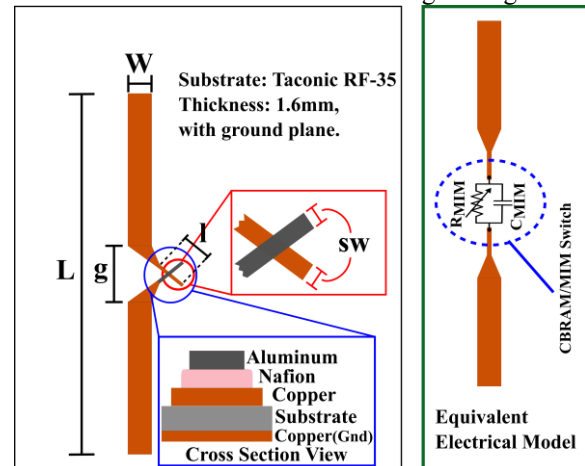 W
Substrate: Taconic RF-35
Thickness: 1.6mm,
with ground plane.
L
g
l
sw
Aluminum
Nafion
Copper
Substrate
Copper(Gnd)
Cross Section View
RMIM
CMIM
CBRAM/MIM Switch
Equivalent
Electrical Model